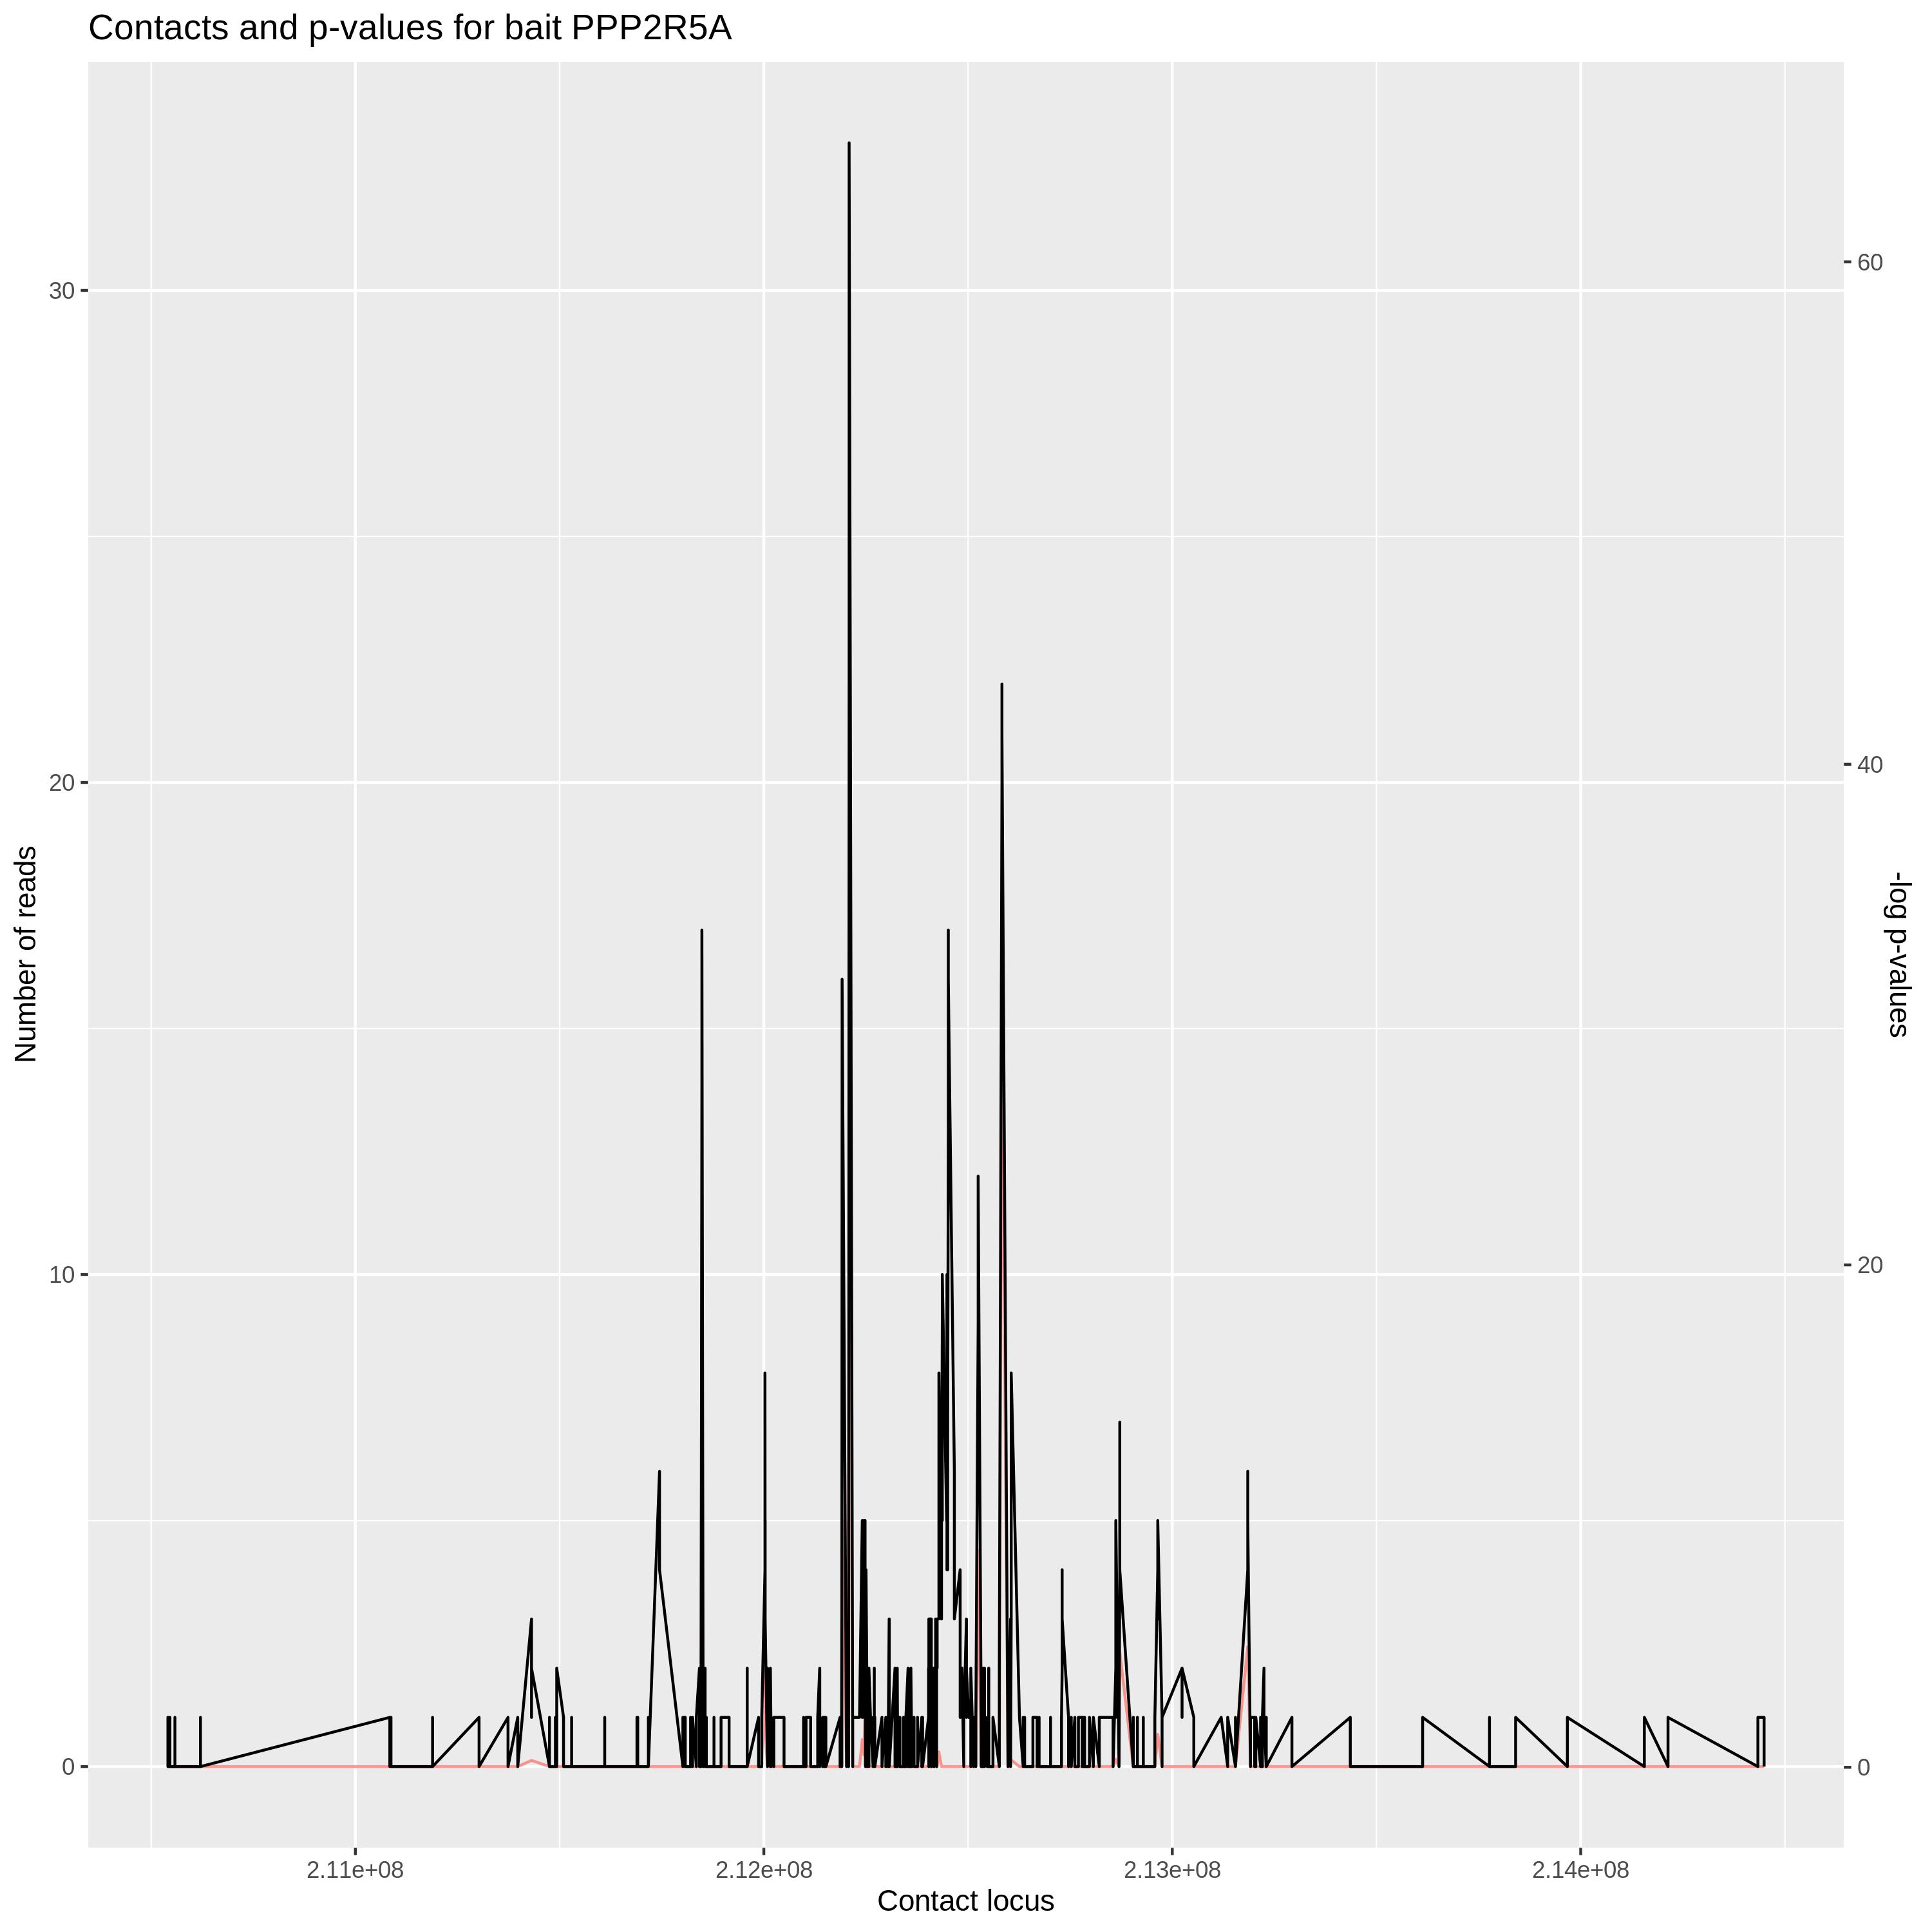 Contacts and p-values for bait PPP2R5A
30
20
10
0
Number of reads
60
40
20
0
-log p-values
2.11e+08 2.12e+08 2.13e+08 2.14e+08
Contact locus